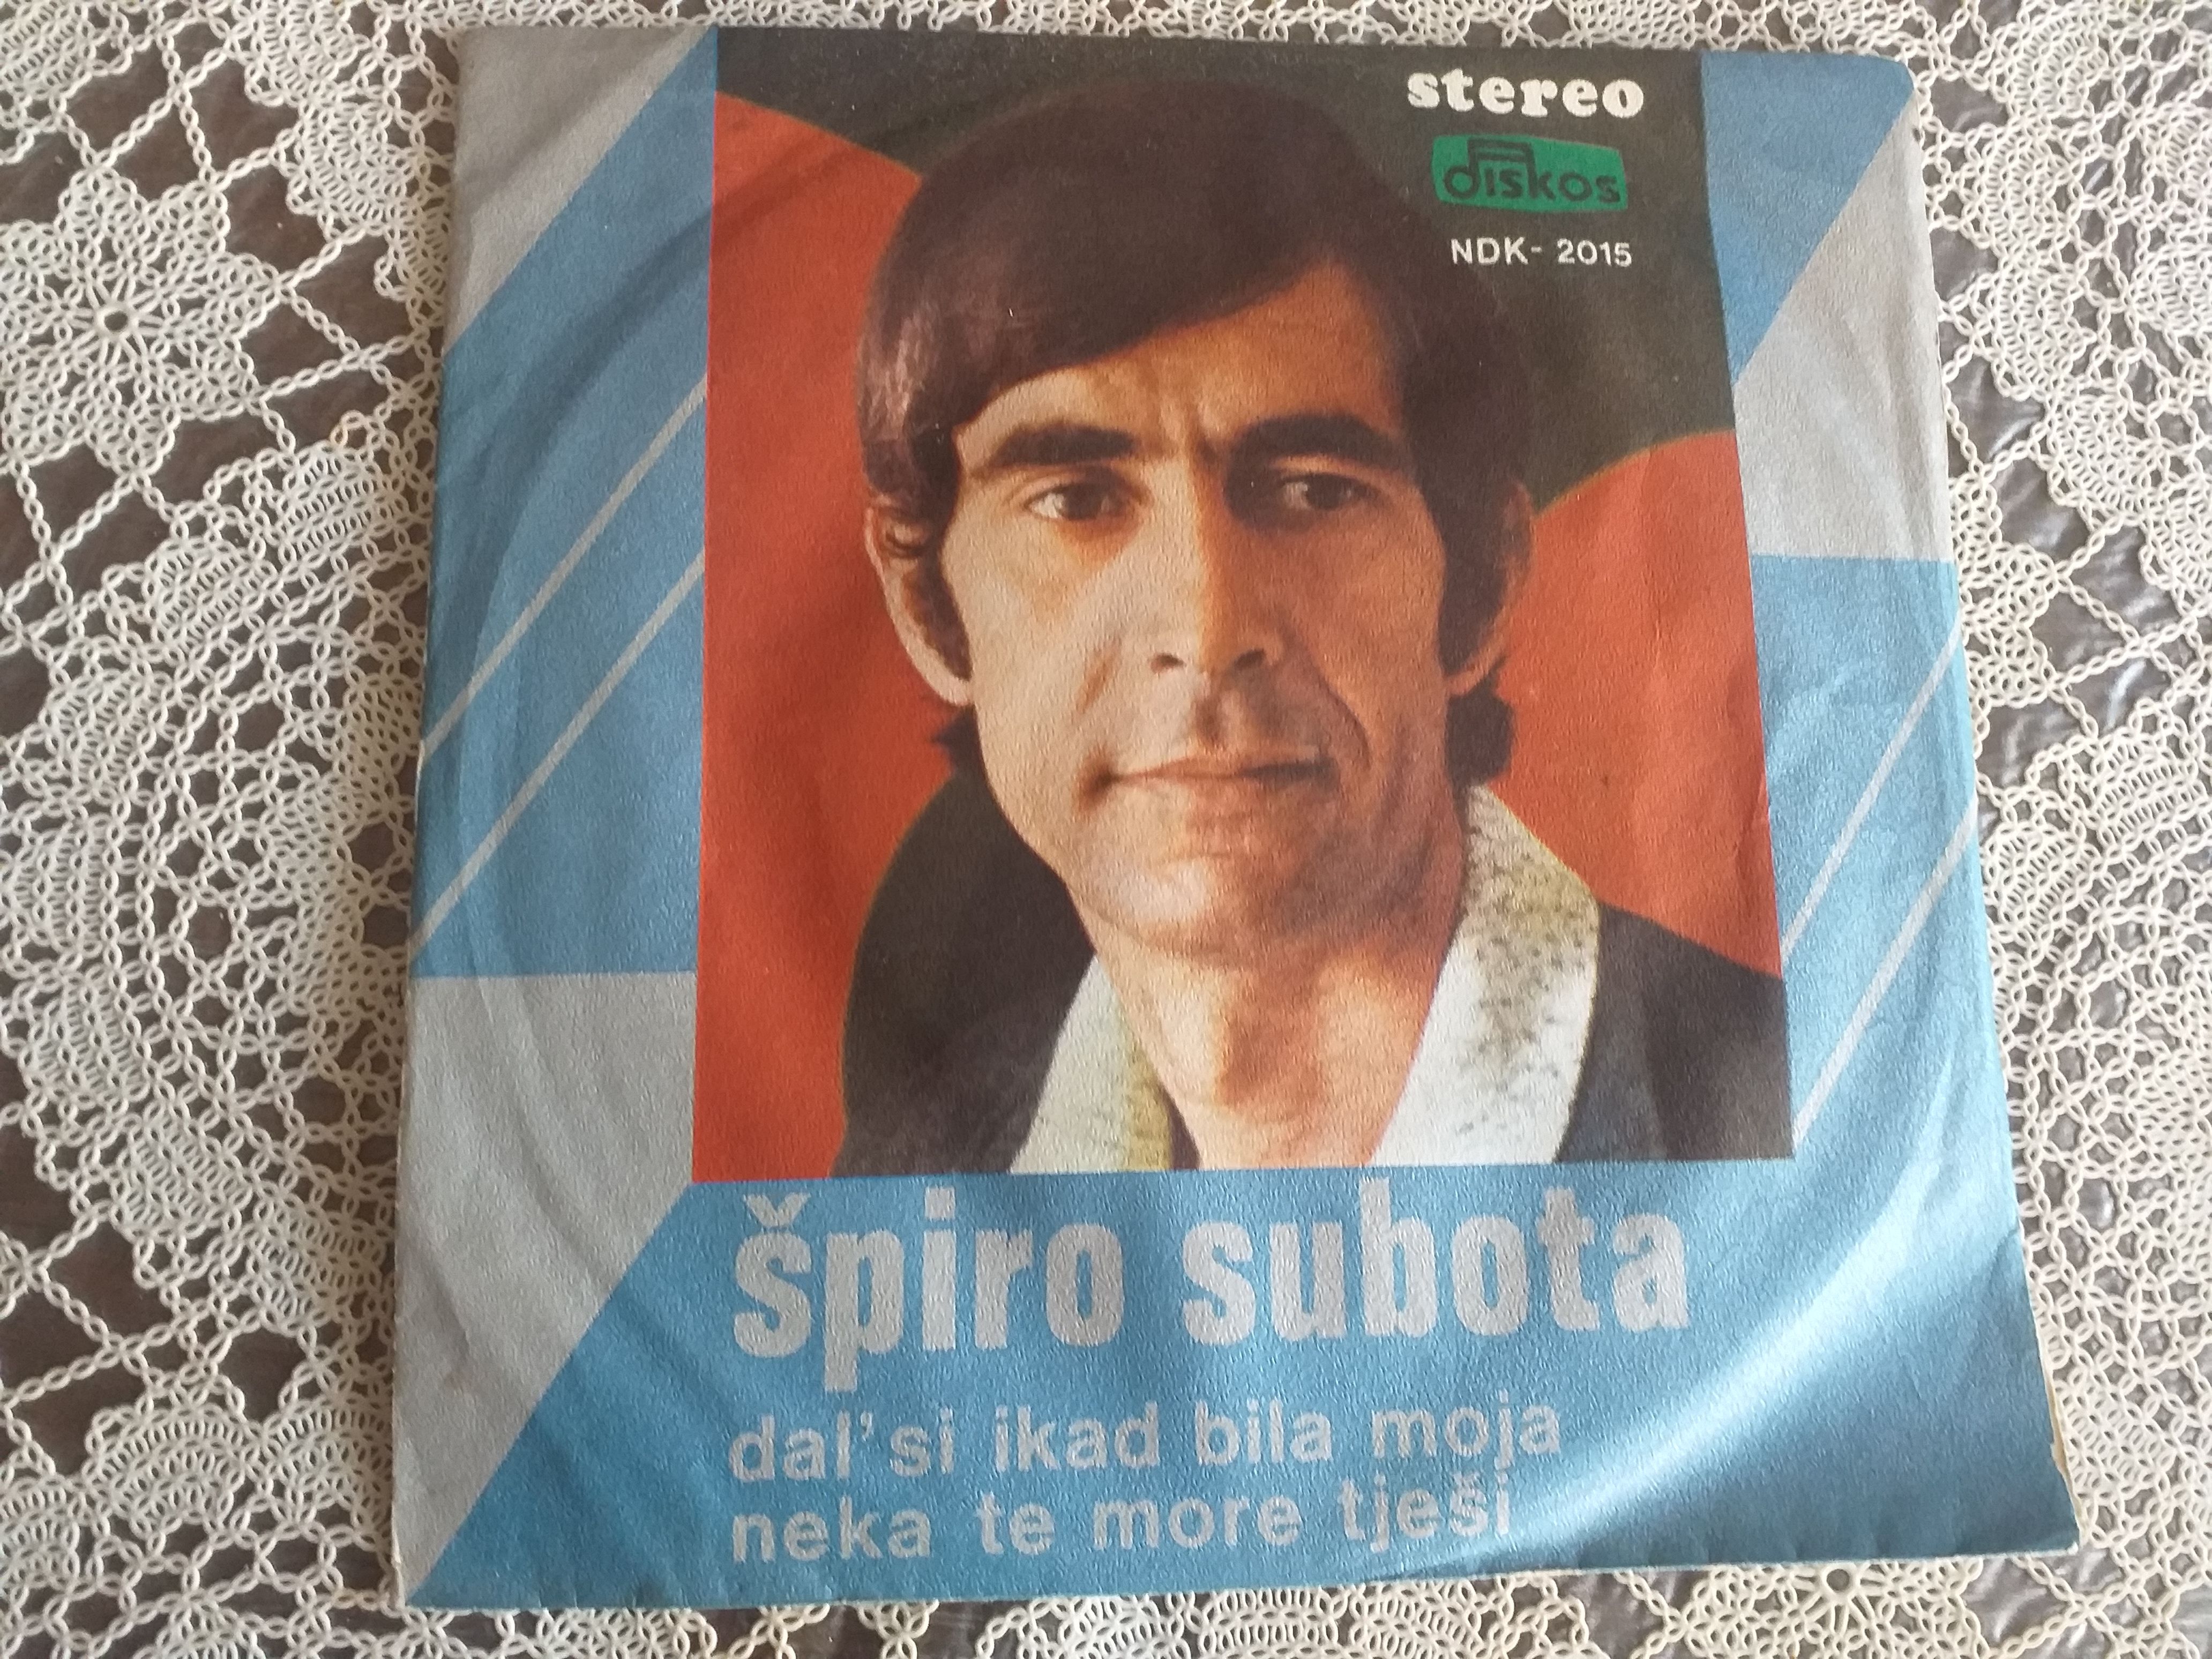 stereo
diskos
NDK- 2015
špiro subota
dal'si ikad bila moja
neka te more tješi